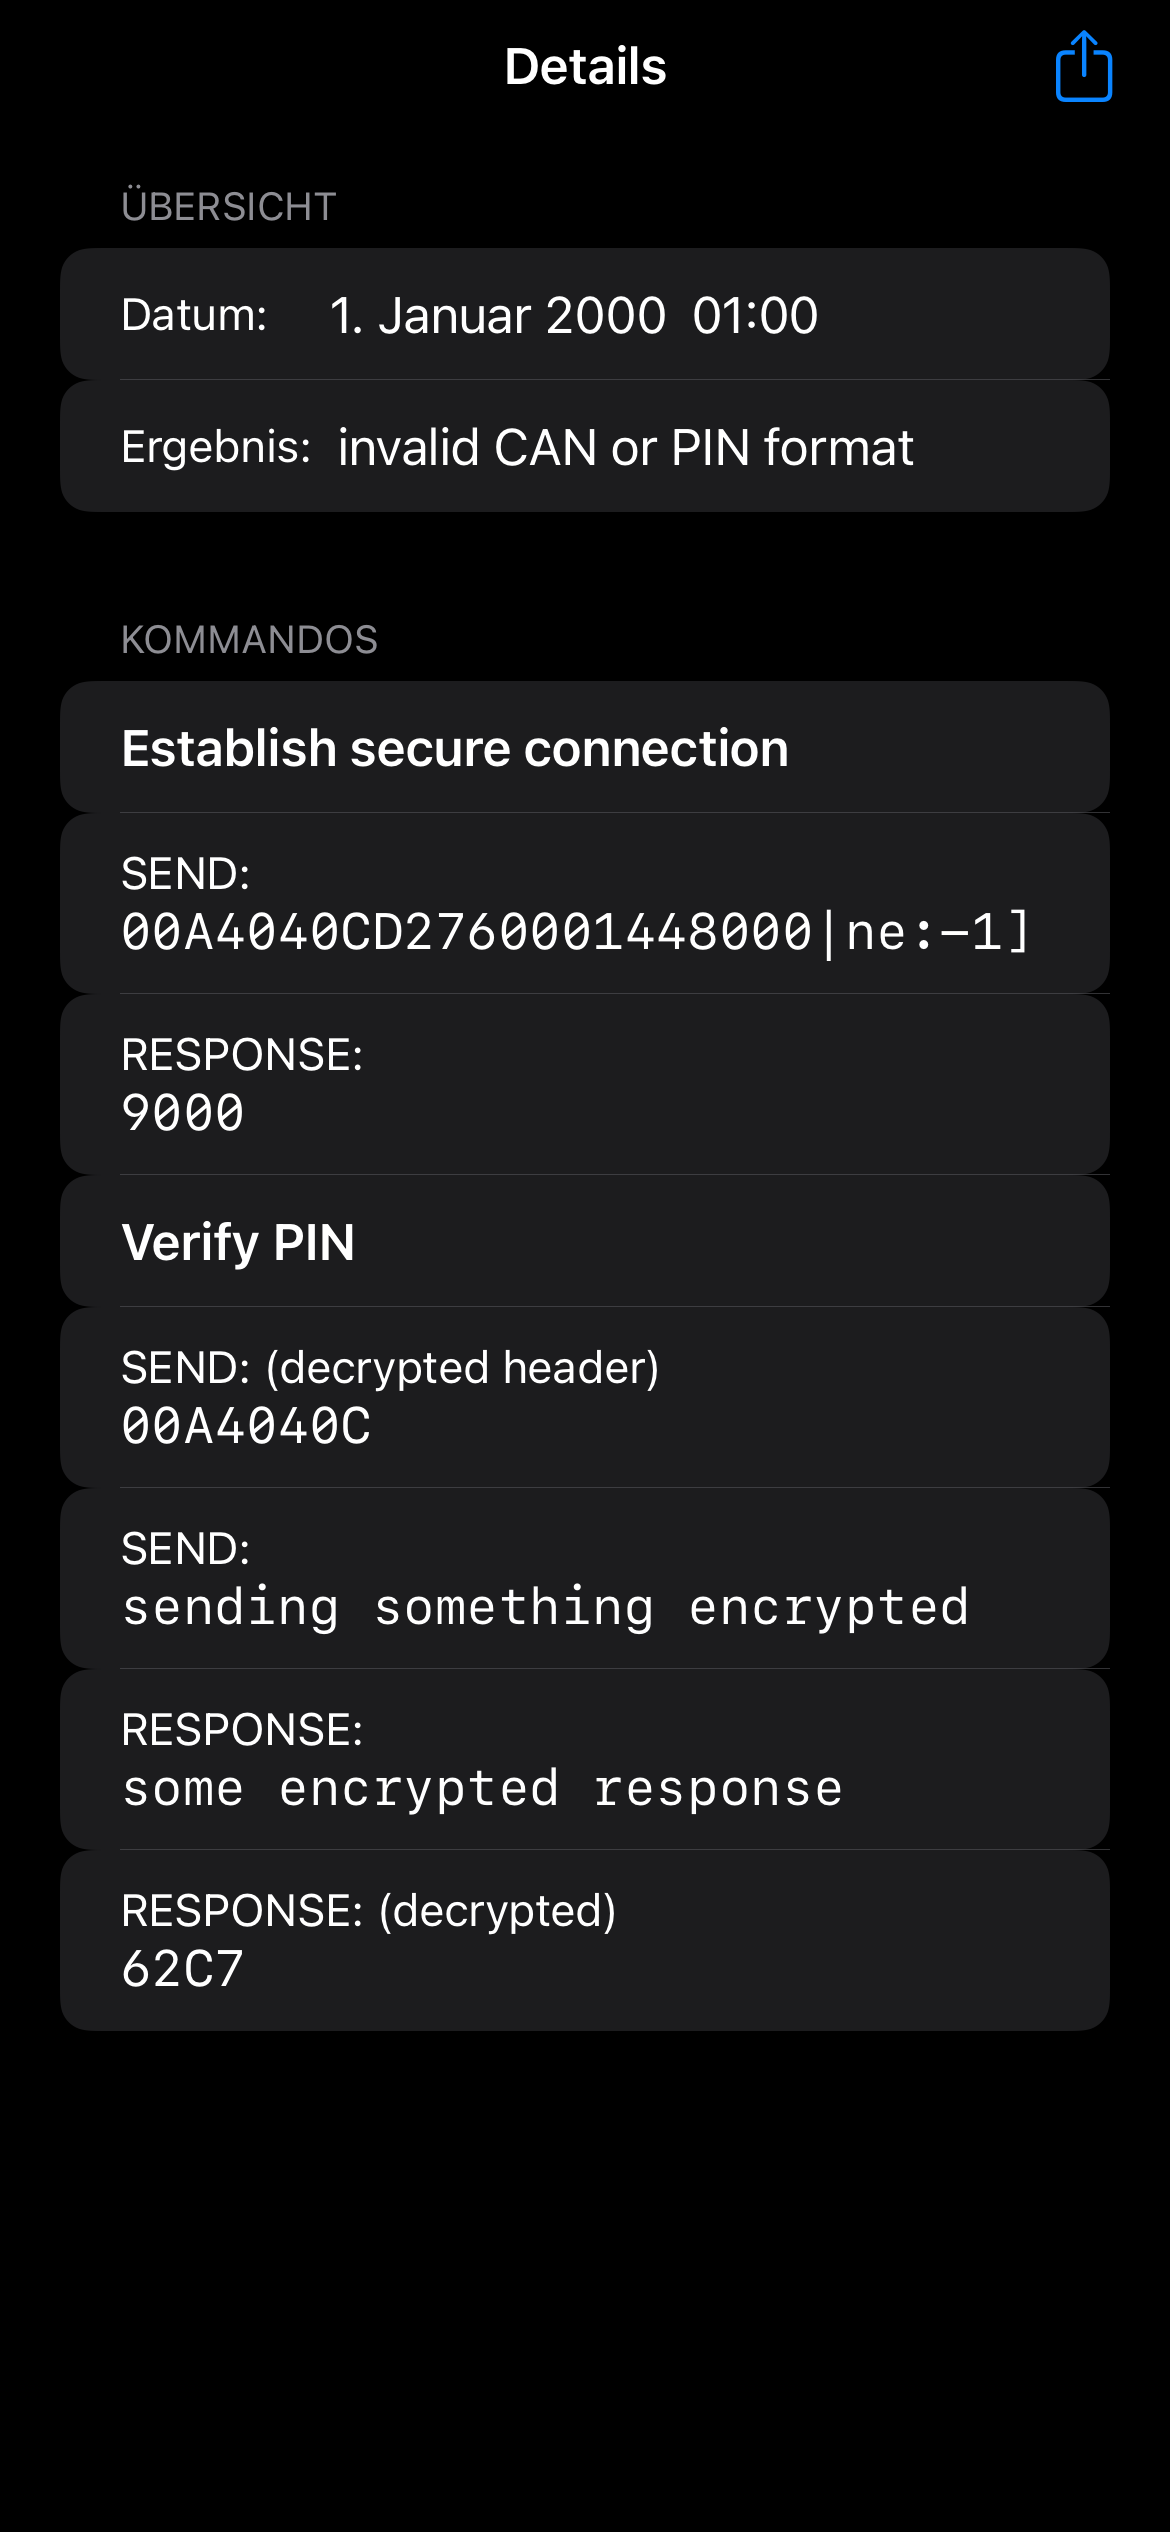 Details
ÜBERSICHT
Datum: 1. Januar 2000 01:00
Ergebnis: invalid CAN or PIN format
KOMMANDOS
Establish secure connection
SEND:
00A4040CD2760001448000|ne:-1]
RESPONSE:
9000
Verify PIN
SEND: (decrypted header)
00A4040C
SEND:
sending something encrypted
RESPONSE:
some encrypted response
RESPONSE: (decrypted)
62C7